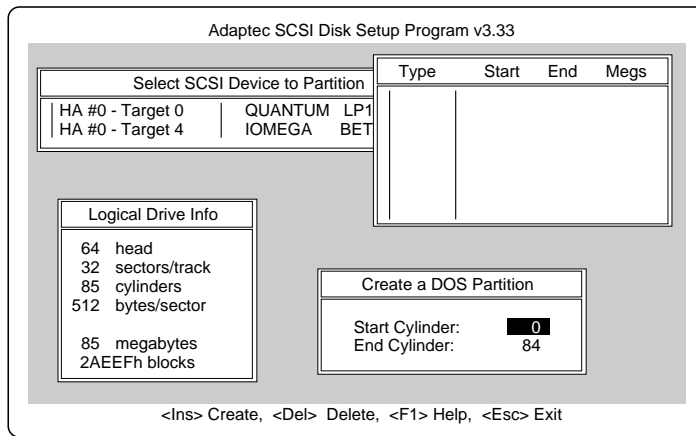 Adaptec SCSI Disk Setup Program v3.33
Select SCSI Device to Partition
HA #0 - Target 0 QUANTUM LP1
HA #0 - Target 4 IOMEGA BET
Type Start End Megs
Logical Drive Info
64 head
32 sectors/track
85 cylinders
512 bytes/sector
85 megabytes
2AEEFh blocks
Create a DOS Partition
Start Cylinder: 0
End Cylinder: 84
<Ins> Create, <Del> Delete, <F1> Help, <Esc> Exit